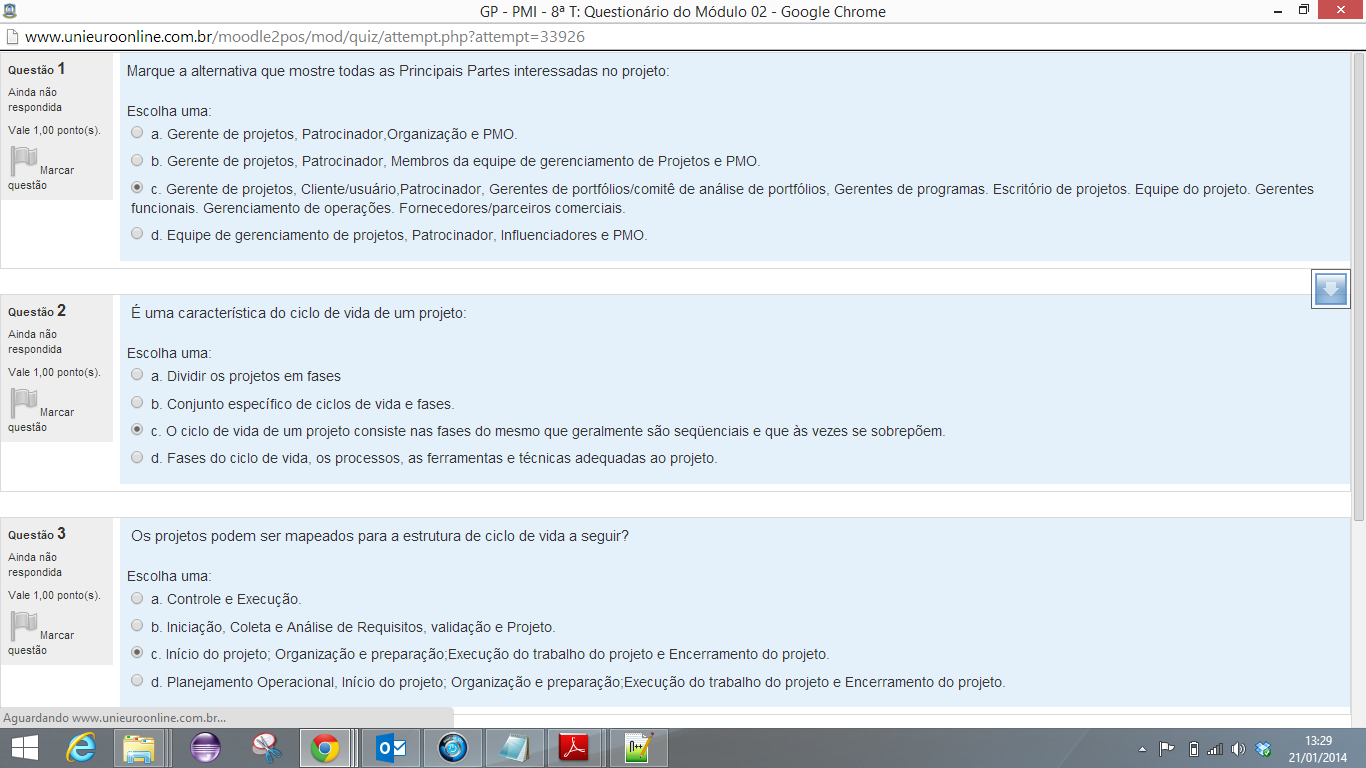 GP - PMI - 8ª T: Questionário do Módulo 02 - Google Chrome
www.unieuroonline.com.br/moodle2pos/mod/quiz/attempt.php?attempt=33926
Questão 1
Ainda não
respondida
Vale 1,00 ponto(s).
Marcar
questão
Marque a alternativa que mostre todas as Principais Partes interessadas no projeto:
Escolha uma:
a. Gerente de projetos, Patrocinador,Organização e PMO.
b. Gerente de projetos, Patrocinador, Membros da equipe de gerenciamento de Projetos e PMO.
c. Gerente de projetos, Cliente/usuário,Patrocinador, Gerentes de portfólios/comitê de análise de portfólios, Gerentes de programas. Escritório de projetos. Equipe do projeto. Gerentes
funcionais. Gerenciamento de operações. Fornecedores/parceiros comerciais.
d. Equipe de gerenciamento de projetos, Patrocinador, Influenciadores e PMO.
Questão 2
Ainda não
respondida
Vale 1,00 ponto(s).
Marcar
questão
É uma característica do ciclo de vida de um projeto:
Escolha uma:
a. Dividir os projetos em fases
b. Conjunto específico de ciclos de vida e fases.
c. O ciclo de vida de um projeto consiste nas fases do mesmo que geralmente são seqüenciais e que às vezes se sobrepõem.
d. Fases do ciclo de vida, os processos, as ferramentas e técnicas adequadas ao projeto.
Questão 3
Ainda não
respondida
Vale 1,00 ponto(s).
Marcar
questão
Os projetos podem ser mapeados para a estrutura de ciclo de vida a seguir?
Escolha uma:
a. Controle e Execução.
b. Iniciação, Coleta e Análise de Requisitos, validação e Projeto.
c. Início do projeto; Organização e preparação;Execução do trabalho do projeto e Encerramento do projeto.
d. Planejamento Operacional, Início do projeto; Organização e preparação;Execução do trabalho do projeto e Encerramento do projeto.
Aguardando www.unieuroonline.com.br...
13:29
21/01/2014